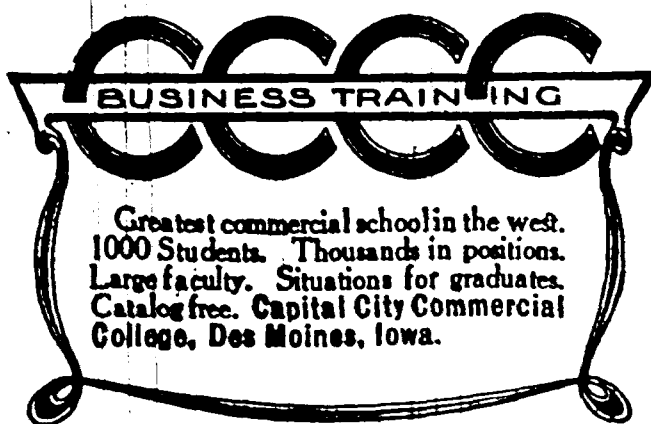 CCCC
BUSINESS TRAINING
Greatest commercial school in the west.
1000 Students. Thousands in positions.
Large faculty. Situations for graduates.
Catalog free. Capital City Commercial
College, Des Moines, Iowa.